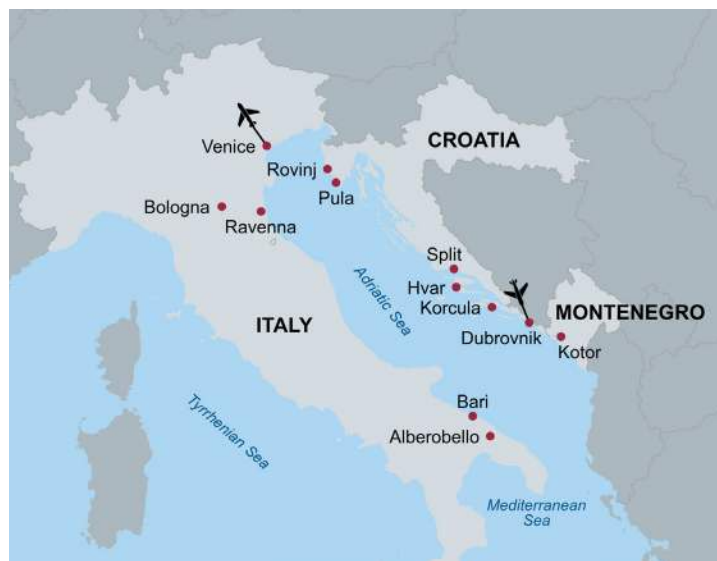 CROATIA
Venice
Rovinj
Pula
Bologna
Ravenna
Split
Adriatic Sea
Hvar
Korcula
MONTENEGRO
ITALY
Dubrovnik
Kotor
Tyrrhenian Sea
Bari
Alberobello
Mediterranean
Sea